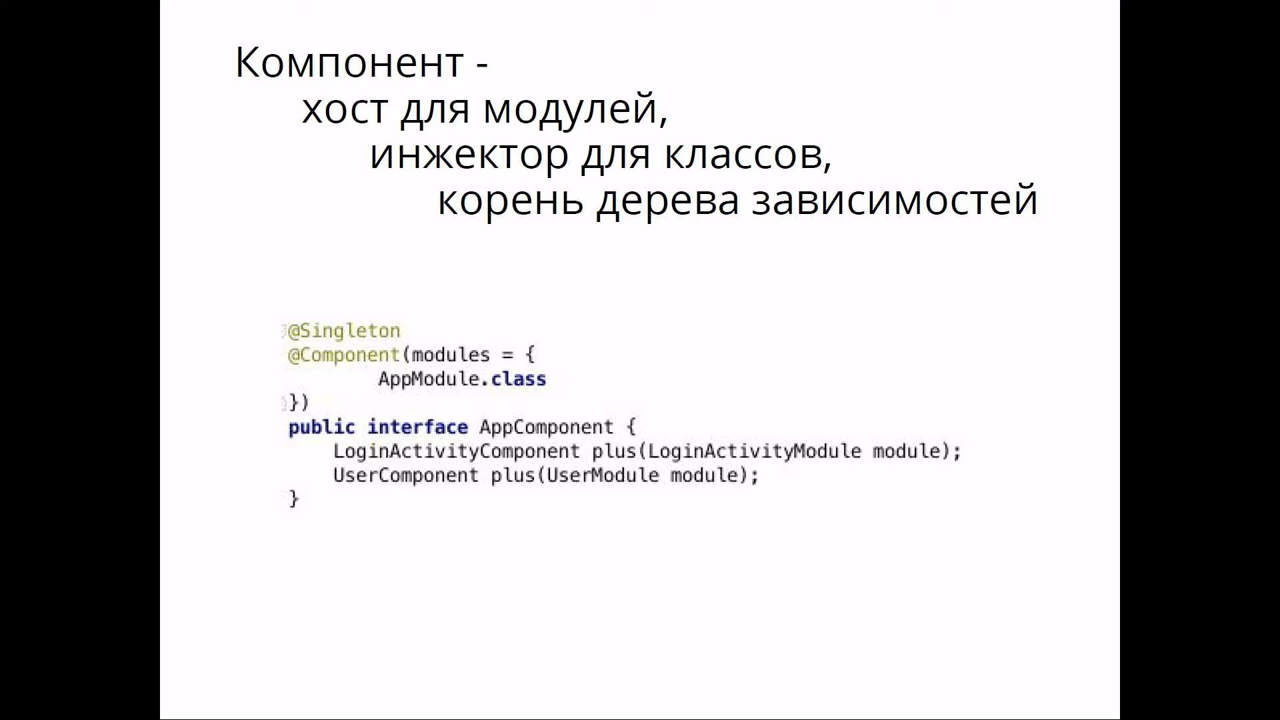 Компонент -
хост для модулей,
инжектор для классов,
корень дерева зависимостей
@Singleton
@Component(modules = {
AppModule.class
})
public interface AppComponent {
LoginActivityComponent plus(LoginActivityModule module);
UserComponent plus(UserModule module);
}